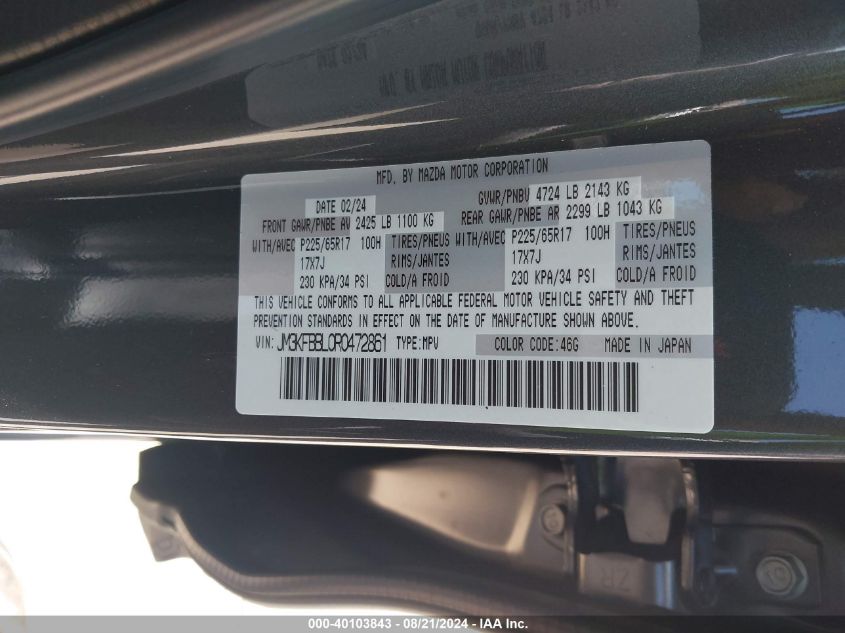 MFD. BY MAZDA MOTOR CORPORATION
DATE 02/24 GVWR/PNBV 4724 LB 2143 KG
FRONT GAWR/PNBE AV 2425 LB 1100 KG REAR GAWR/PNBE AR 2299 LB 1043 KG
WITH/AVEC P225/65R17 100H TIRES/PNEUS WITH/AVEC P225/65R17 100H TIRES/PNEUS
17X7J RIMS/JANTES 17X7J RIMS/JANTES
230 KPA/34 PSI COLD/A FROID 230 KPA/34 PSI COLD/A FROID
THIS VEHICLE CONFORMS TO ALL APPLICABLE FEDERAL MOTOR VEHICLE SAFETY AND THEFT
PREVENTION STANDARDS IN EFFECT ON THE DATE OF MANUFACTURE SHOWN ABOVE.
VIN: JM3KFBBL0R0472861 TYPE:MPV COLOR CODE:46G MADE IN JAPAN
000-40103843 / 08/21/2024 / IAA Inc.